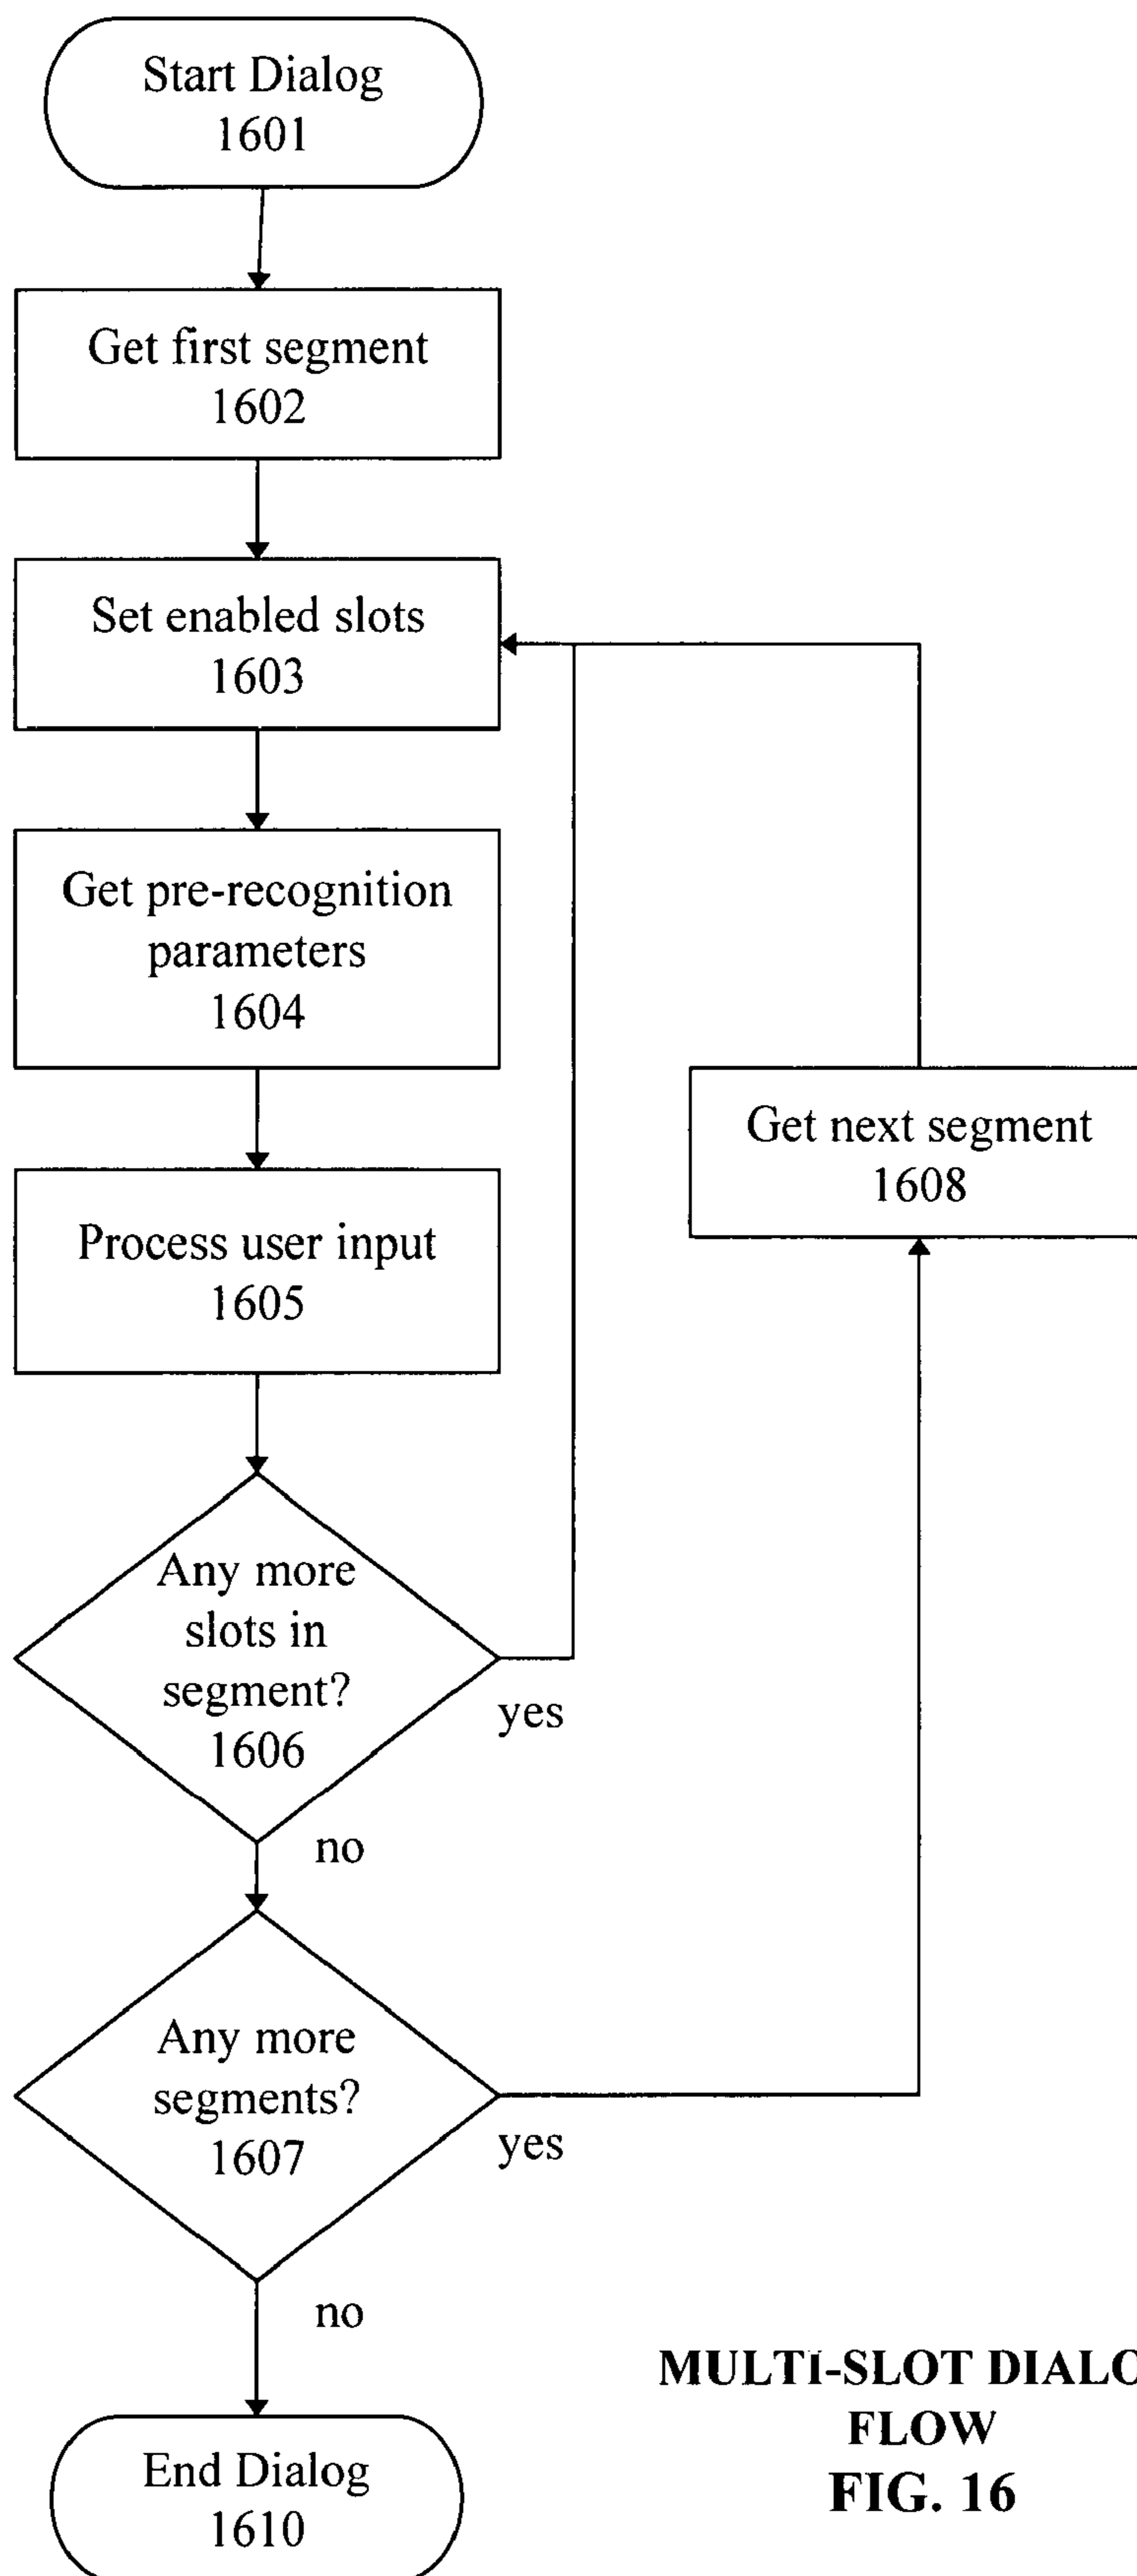 Start Dialog
1601
Get first segment
1602
Set enabled slots
1603
Get pre-recognition
parameters
1604
Get next segment
1608
Process user input
1605
Any more
slots in
segment?
1606
yes
no
Any more
segments?
1607
yes
no
MULTI-SLOT DIALO
FLOW
FIG. 16
End Dialog
1610